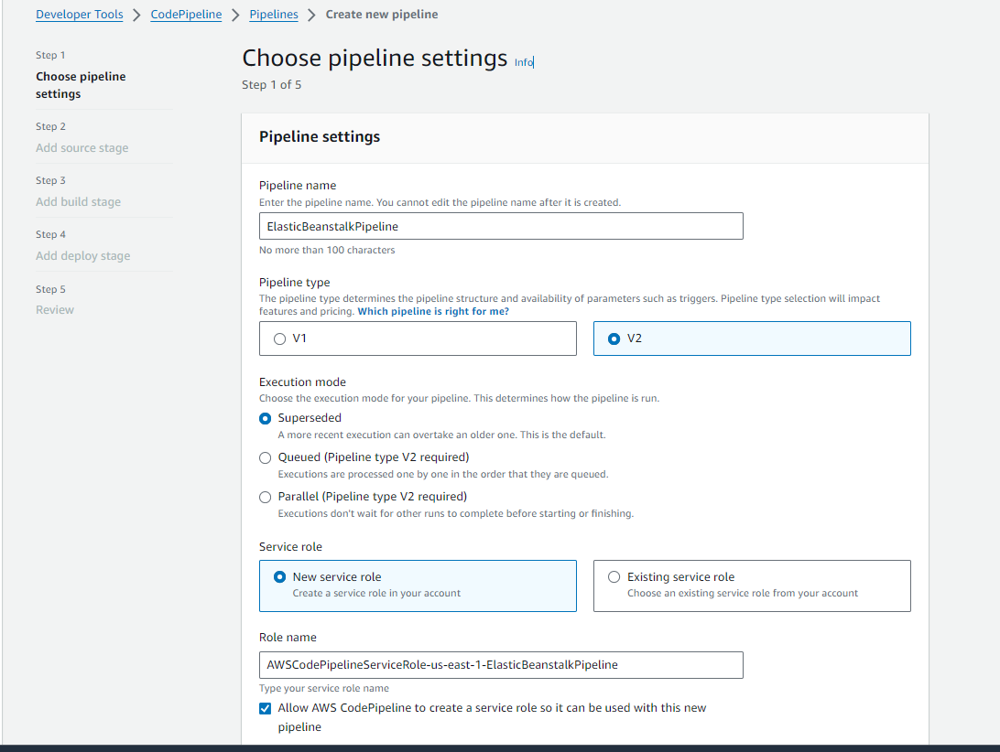 Developer Tools > CodePipeline > Pipelines > Create new pipeline
Step 1
Choose pipeline
settings
Step 2
Add source stage
Step 3
Add build stage
Step 4
Add deploy stage
Step 5
Review
Choose pipeline settings Info
Step 1 of 5
Pipeline settings
Pipeline name
Enter the pipeline name. You cannot edit the pipeline name after it is created.
ElasticBeanstalkPipeline
No more than 100 characters
Pipeline type
The pipeline type determines the pipeline structure and availability of parameters such as triggers. Pipeline type selection will impact
features and pricing. Which pipeline is right for me?
V1
V2
Execution mode
Choose the execution mode for your pipeline. This determines how the pipeline is run.
Superseded
A more recent execution can overtake an older one. This is the default.
Queued (Pipeline type V2 required)
Executions are processed one by one in the order that they are queued.
Parallel (Pipeline type V2 required)
Executions don't wait for other runs to complete before starting or finishing.
Service role
New service role
Create a service role in your account
Existing service role
Choose an existing service role from your account
Role name
AWSCodePipelineServiceRole-us-east-1-ElasticBeanstalkPipeline
Type your service role name
Allow AWS CodePipeline to create a service role so it can be used with this new
pipeline